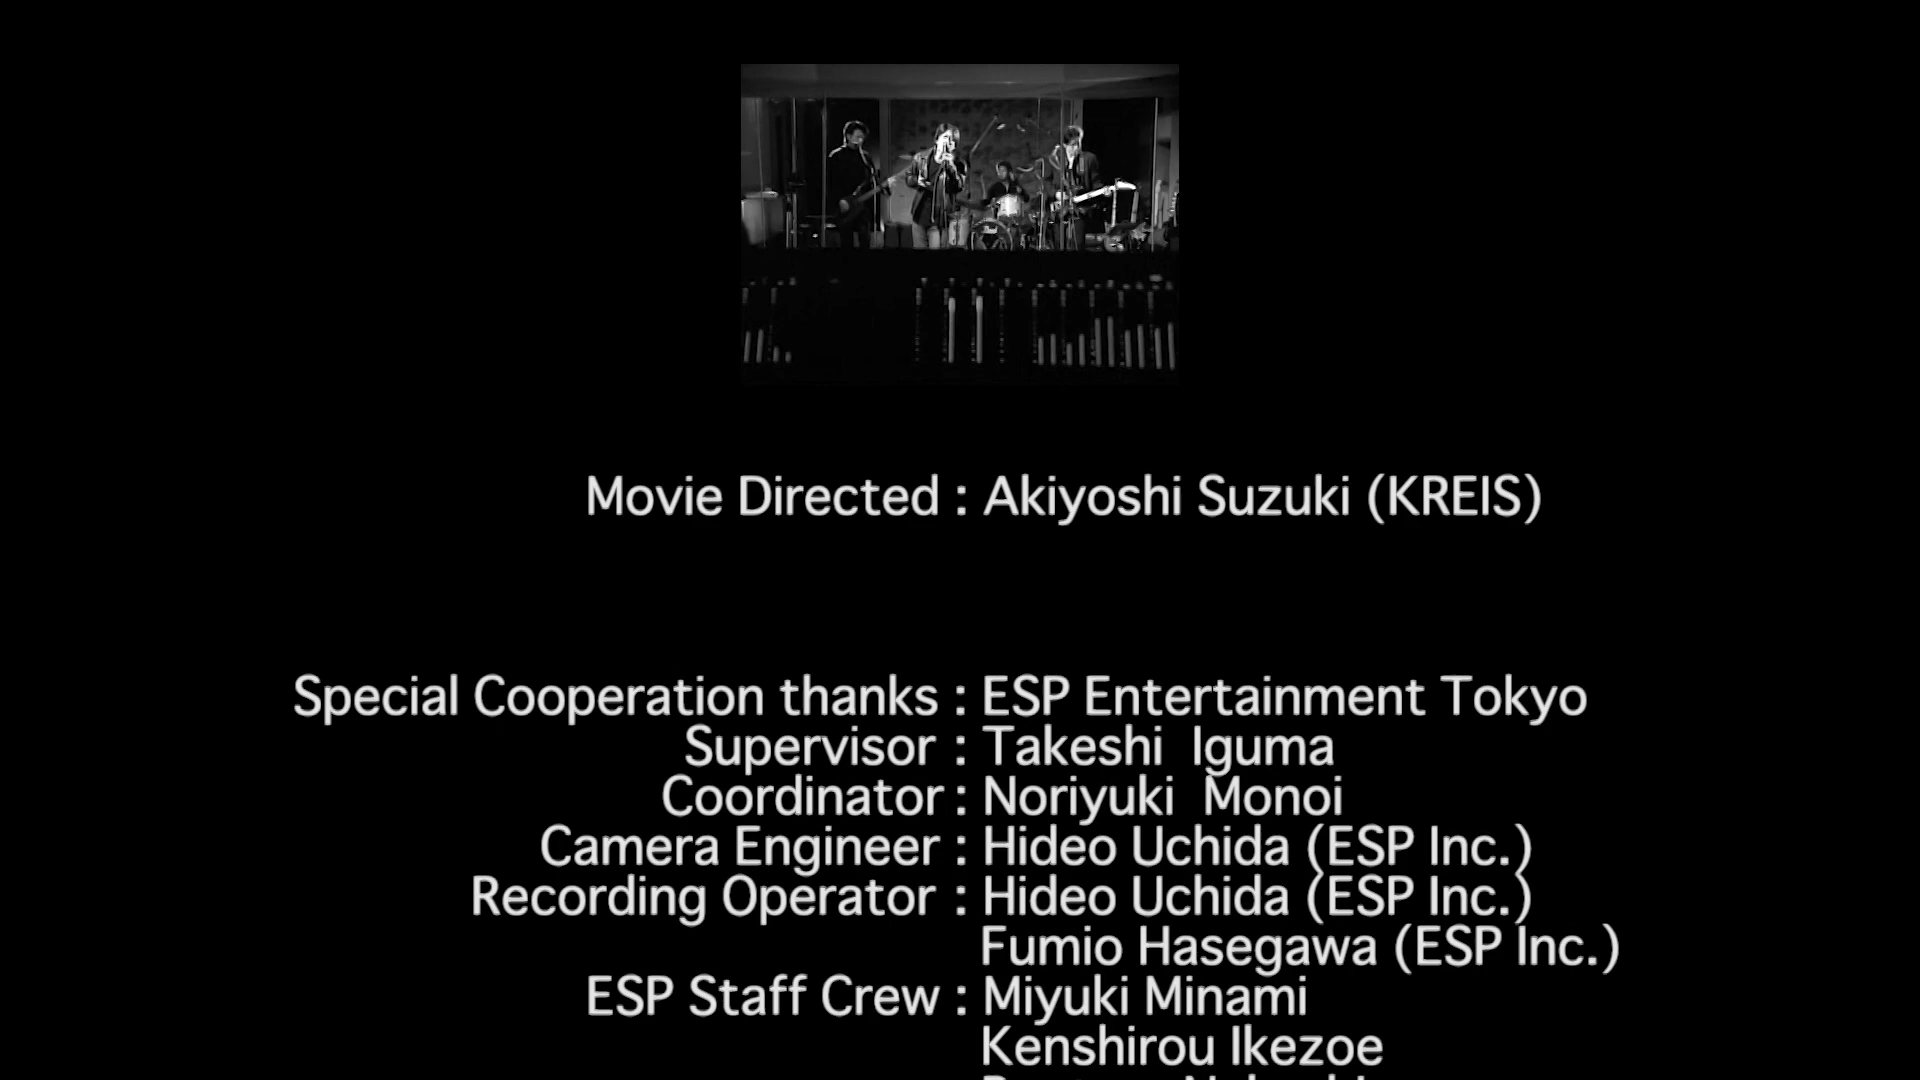 Movie Directed : Akiyoshi Suzuki (KREIS)
Special Cooperation thanks : ESP Entertainment Tokyo
Supervisor : Takeshi Iguma
Coordinator : Noriyuki Monoi
Camera Engineer : Hideo Uchida (ESP Inc.)
Recording Operator : Hideo Uchida (ESP Inc.)
Fumio Hasegawa (ESP Inc.)
ESP Staff Crew : Miyuki Minami
Kenshirou Ikezoe